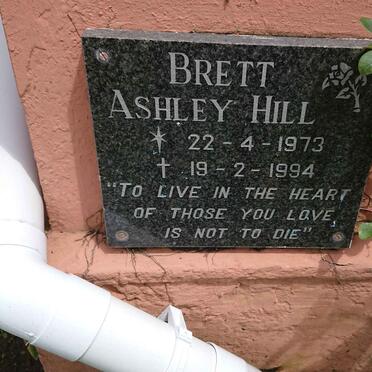 BRETT
ASHLEY HILL
* 22-4-1973
† 19-2-1994
"TO LIVE IN THE HEART
OF THOSE YOU LOVE
IS NOT TO DIE"